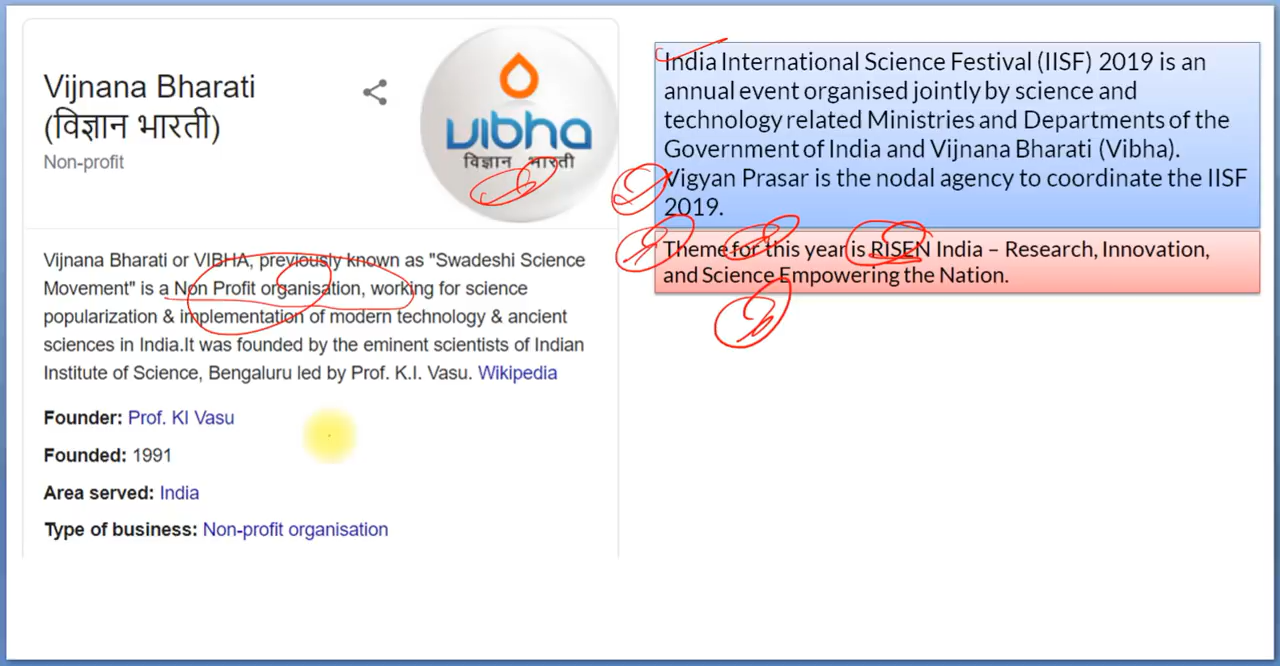 Vijnana Bharati
(विज्ञान भारती)
Non-profit
vibha
विज्ञान भारती
Vijnana Bharati or VIBHA, previously known as "Swadeshi Science
Movement" is a Non Profit organisation, working for science
popularization & implementation of modern technology & ancient
sciences in India.It was founded by the eminent scientists of Indian
Institute of Science, Bengaluru led by Prof. K.I. Vasu. Wikipedia
Founder: Prof. KI Vasu
Founded: 1991
Area served: India
Type of business: Non-profit organisation
India International Science Festival (IISF) 2019 is an
annual event organised jointly by science and
technology related Ministries and Departments of the
Government of India and Vijnana Bharati (Vibha).
Vigyan Prasar is the nodal agency to coordinate the IISF
2019.
Theme for this year is RISEN India – Research, Innovation,
and Science Empowering the Nation.